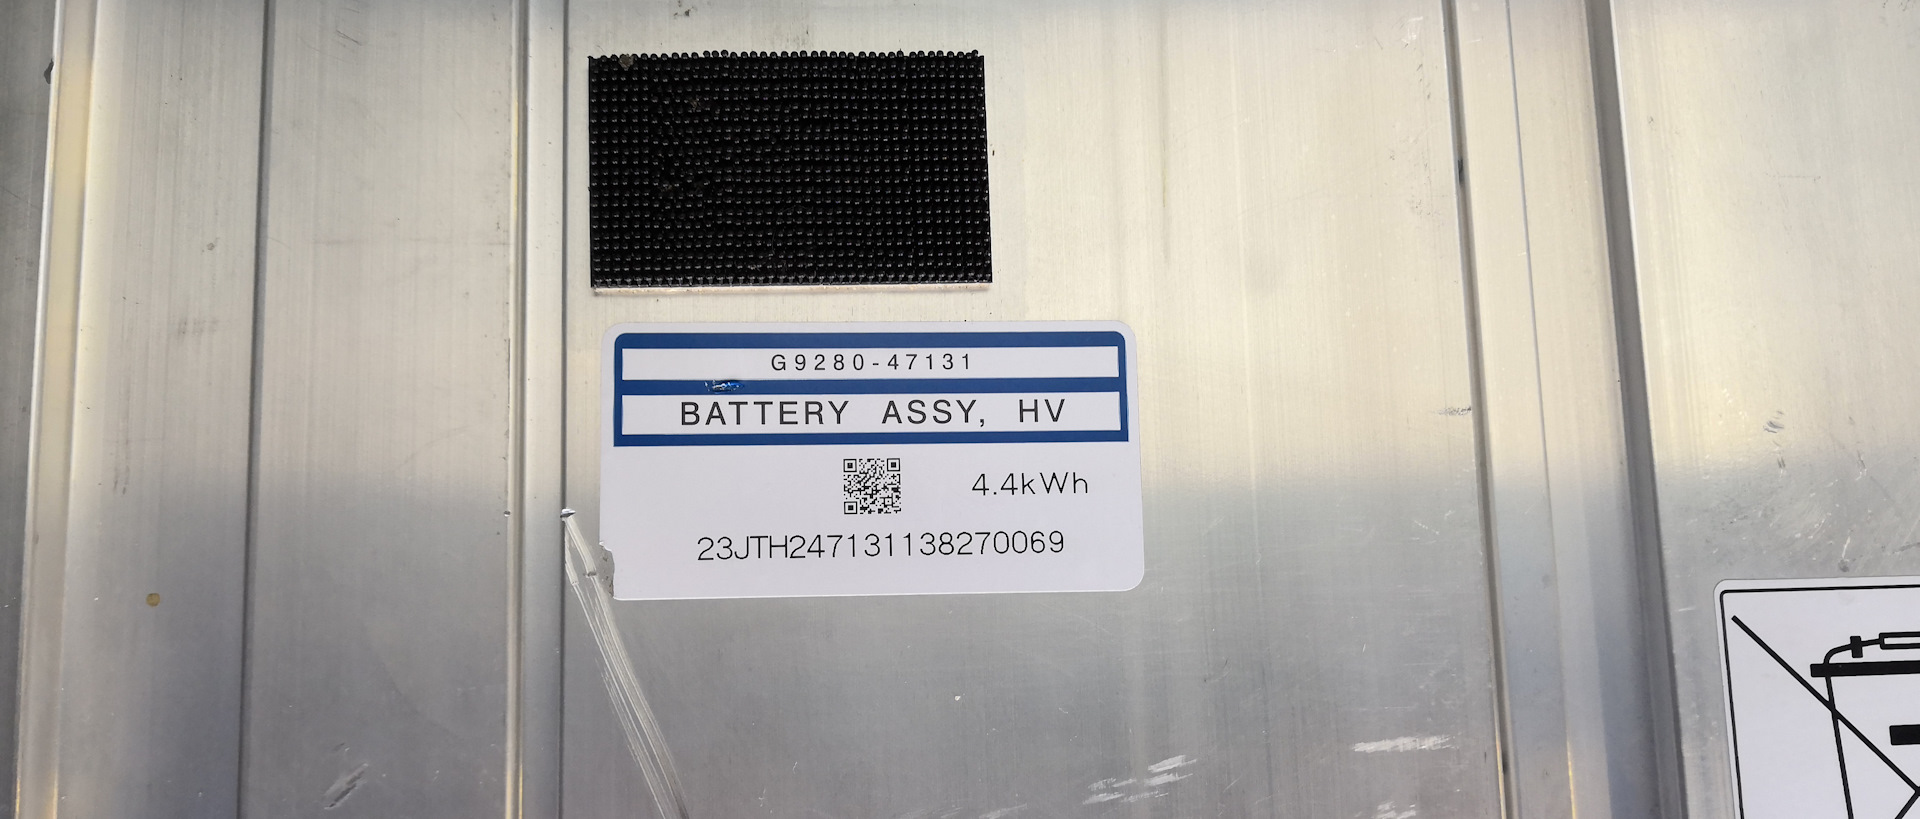 G9280-47131
BATTERY ASSY, HV
4.4kWh
23JTH247131138270069